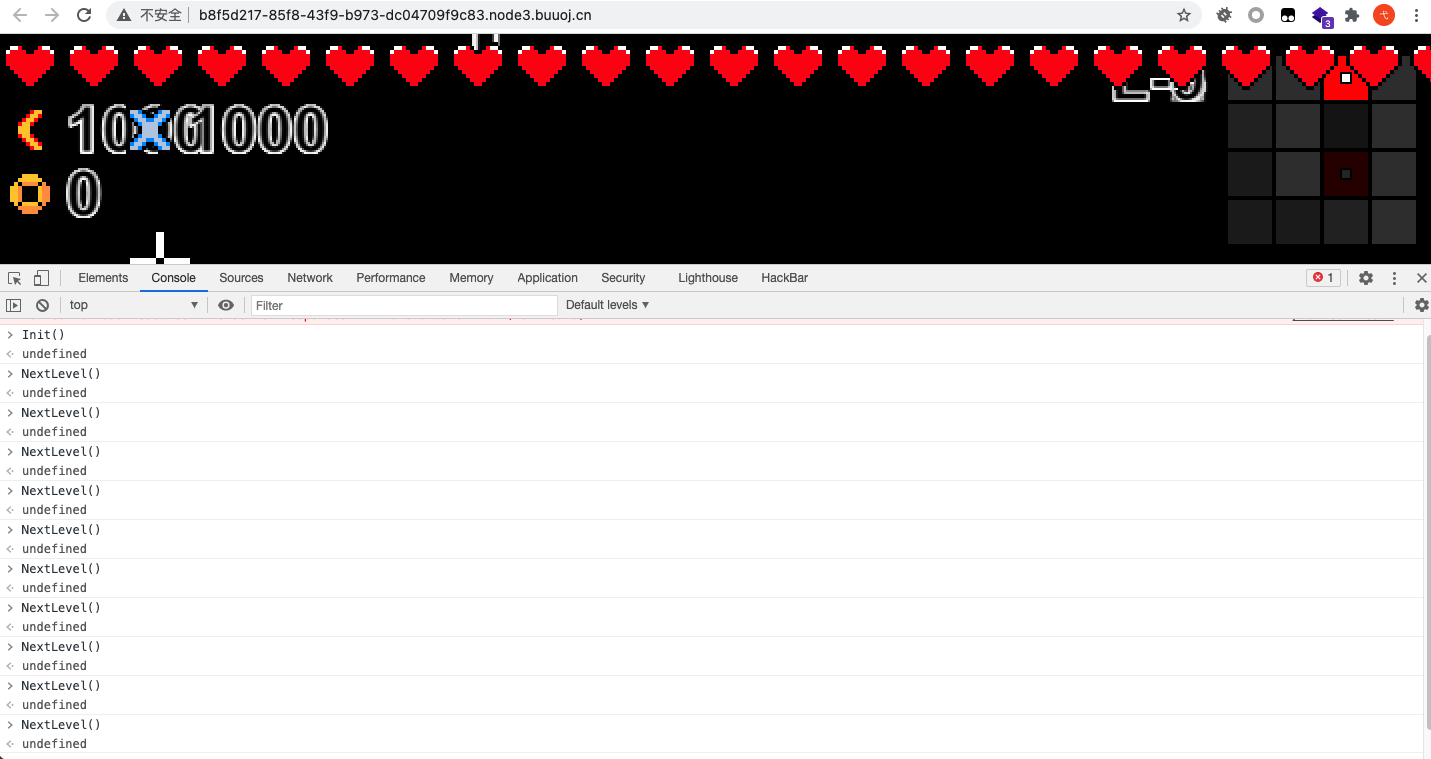 不安全 b8f5d217-85f8-43f9-b973-dc04709f9c83.node3.buuoj.cn
3
弋
1000
0
Elements Console Sources Network Performance Memory Application Security Lighthouse HackBar 1
top Filter Default levels
Init()
undefined
NextLevel()
undefined
NextLevel()
undefined
NextLevel()
undefined
NextLevel()
undefined
NextLevel()
undefined
NextLevel()
undefined
NextLevel()
undefined
NextLevel()
undefined
NextLevel()
undefined
NextLevel()
undefined